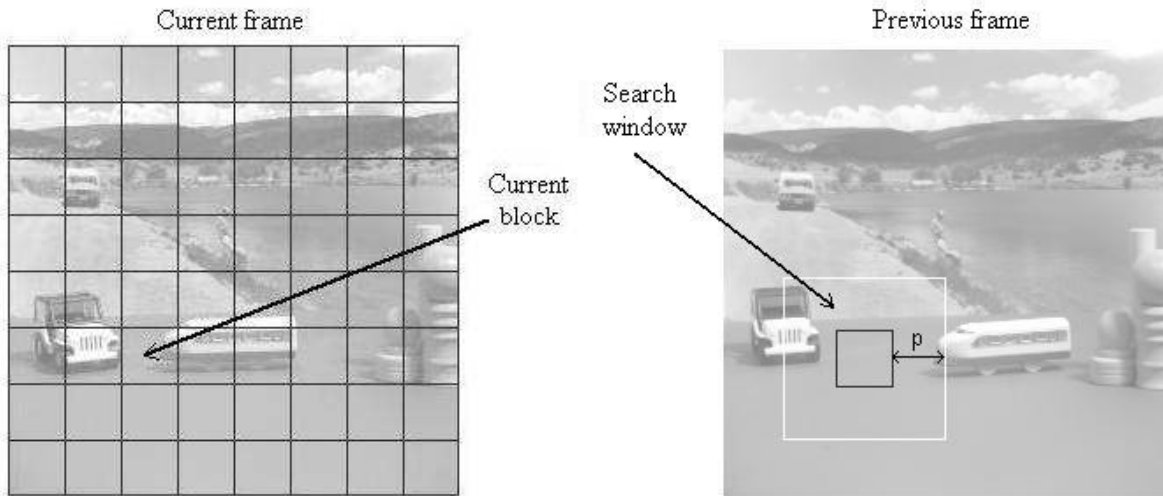 Current frame
Previous frame
Search
window
Current
block
p